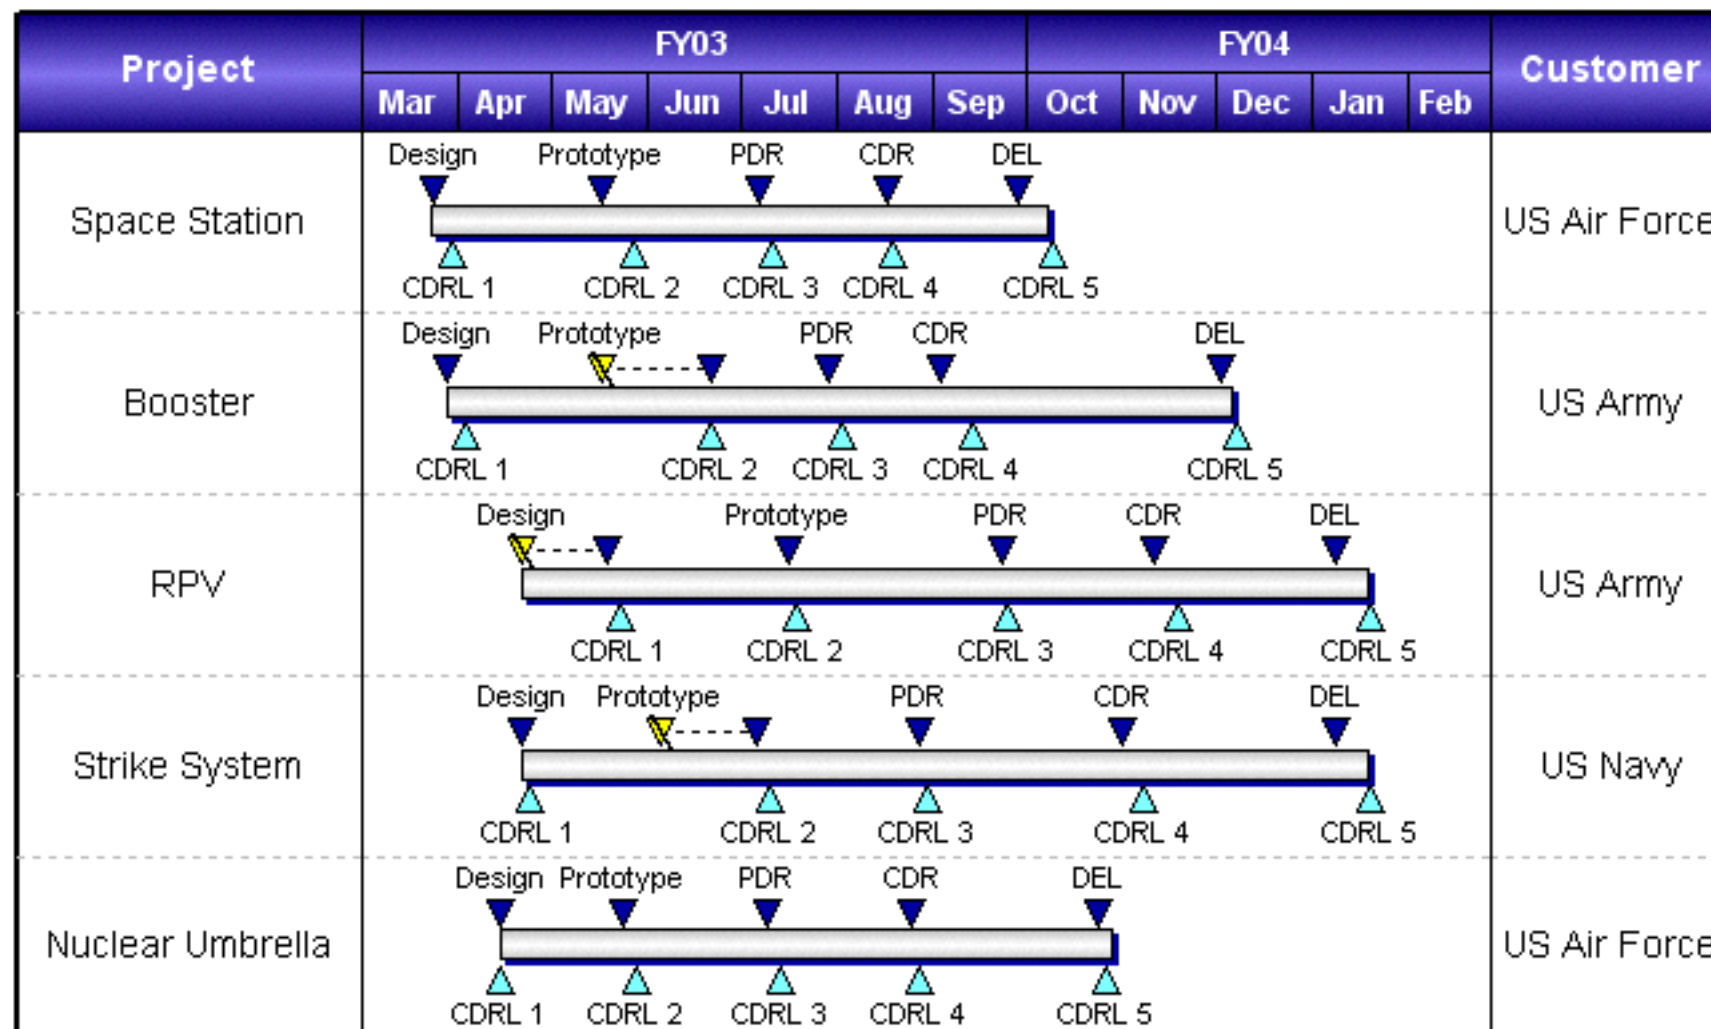 Project FY03 FY04 Customer
Mar Apr May Jun Jul Aug Sep Oct Nov Dec Jan Feb
Design Prototype PDR CDR DEL
Space Station US Air Force
CDRL 1 CDRL 2 CDRL 3 CDRL 4 CDRL 5
Design Prototype PDR CDR DEL
Booster US Army
CDRL 1 CDRL 2 CDRL 3 CDRL 4 CDRL 5
Design Prototype PDR CDR DEL
RPV US Army
CDRL 1 CDRL 2 CDRL 3 CDRL 4 CDRL 5
Design Prototype PDR CDR DEL
Strike System US Navy
CDRL 1 CDRL 2 CDRL 3 CDRL 4 CDRL 5
Design Prototype PDR CDR DEL
Nuclear Umbrella US Air Force
CDRL 1 CDRL 2 CDRL 3 CDRL 4 CDRL 5